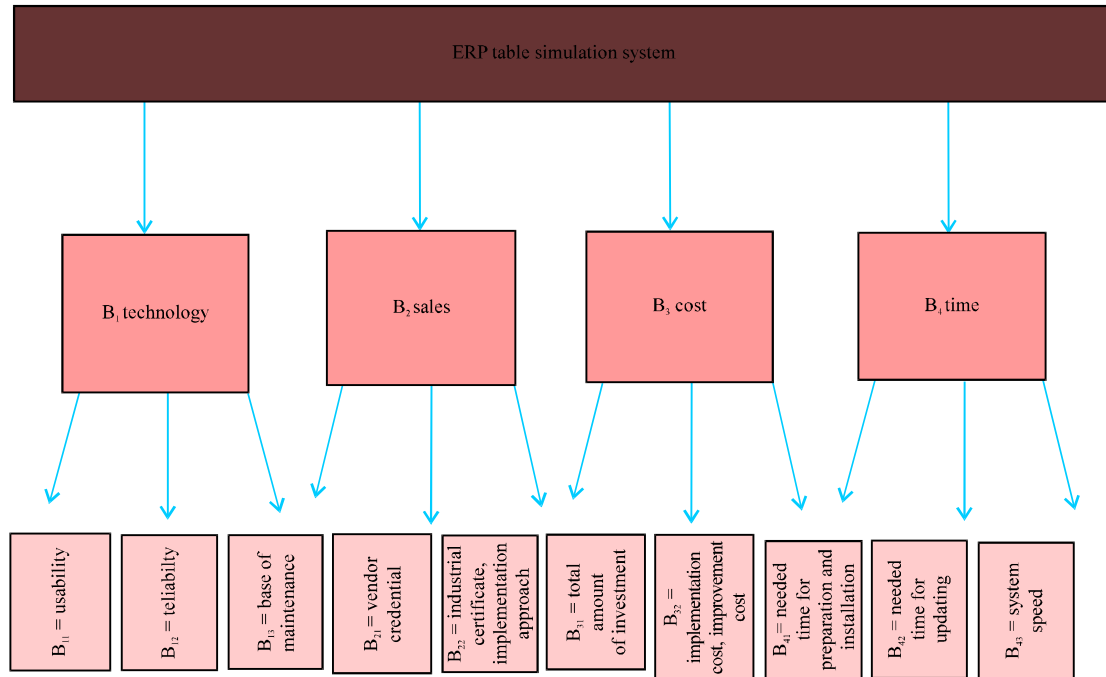 ERP table simulation system
B₁ technology
B₂ sales
B₃ cost
B₄ time
B₁₁ = usability
B₁₂ = teliabilty
B₁₃ = base of
maintenance
B₂₁ = vendor
credential
B₂₂ = industrial
certificate,
implementation
approach
B₃₁ = total
amount
of investment
B₃₂ =
implementation
cost, improvement
cost
B₄₁ = needed
time for
preparation and
installation
B₄₂ = needed
time for
updating
B₄₃ = system
speed